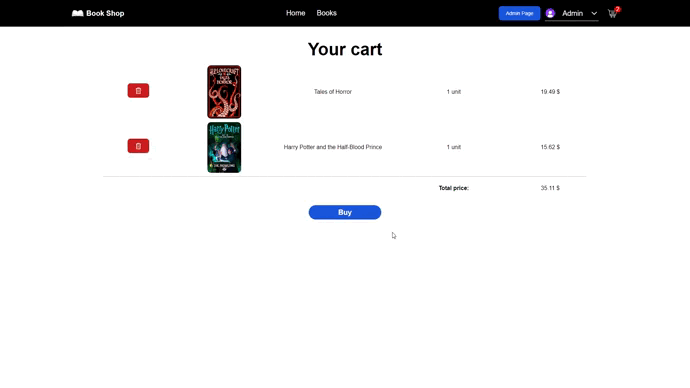 Book Shop
Home
Books
Admin Page
Admin
2
Your cart
H.P. LOVECRAFT
TALES
HORROR
Tales of Horror
1 unit
19.49 $
Harry Potter
Harry Potter and the Half-Blood Prince
1 unit
15.62 $
Total price:
35.11 $
Buy